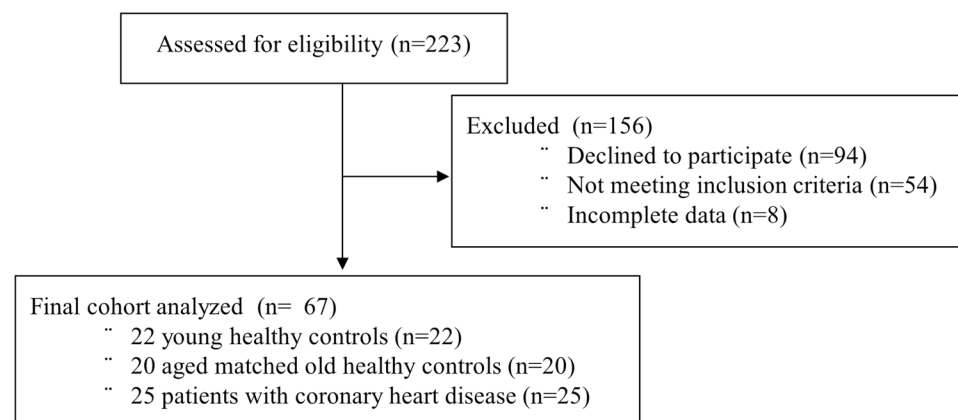 Assessed for eligibility (n=223)
Excluded  (n=156)
¨ Declined to participate (n=94)
¨ Not meeting inclusion criteria (n=54)
¨ Incomplete data (n=8)
Final cohort analyzed  (n=  67)
¨ 22 young healthy controls (n=22)
¨ 20 aged matched old healthy controls (n=20)
¨ 25 patients with coronary heart disease (n=25)